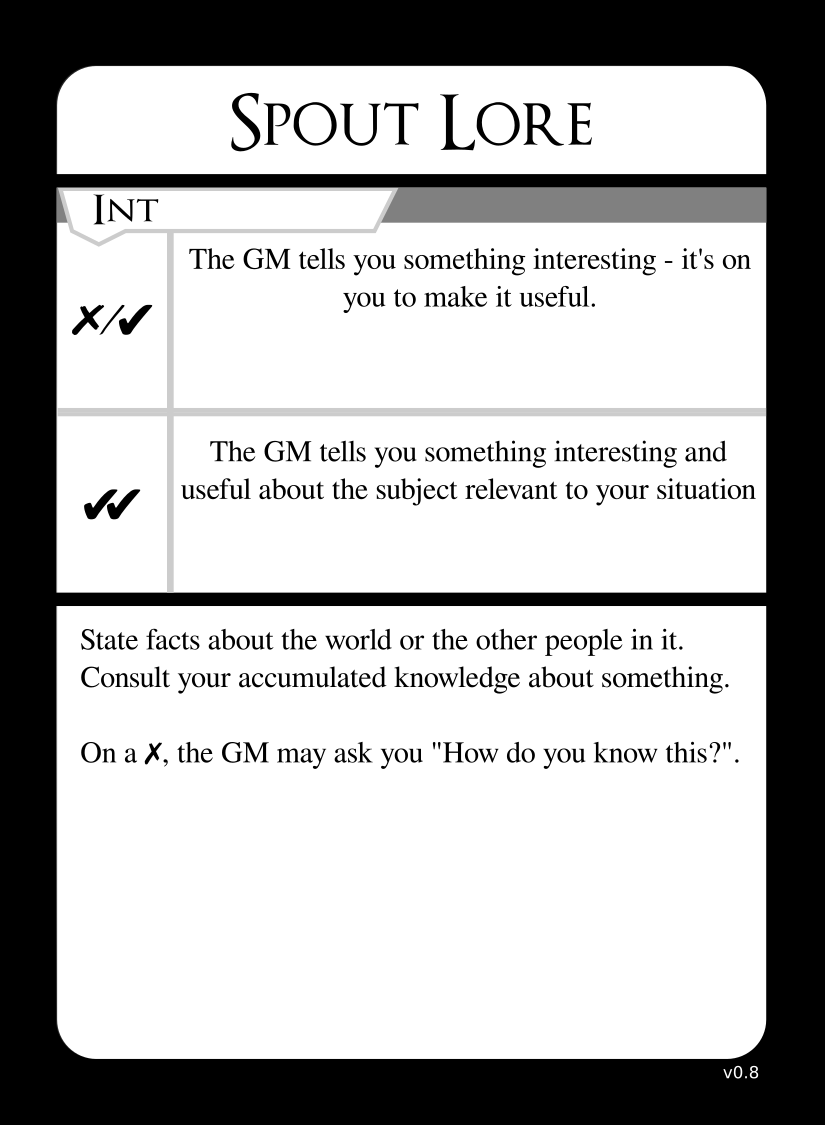 Spout Lore
Int
The GM tells you something interesting - it's on
you to make it useful.
✗/✔
The GM tells you something interesting and
useful about the subject relevant to your situation
✔✔
State facts about the world or the other people in it.
Consult your accumulated knowledge about something.
On a ✗, the GM may ask you "How do you know this?".
v0.8